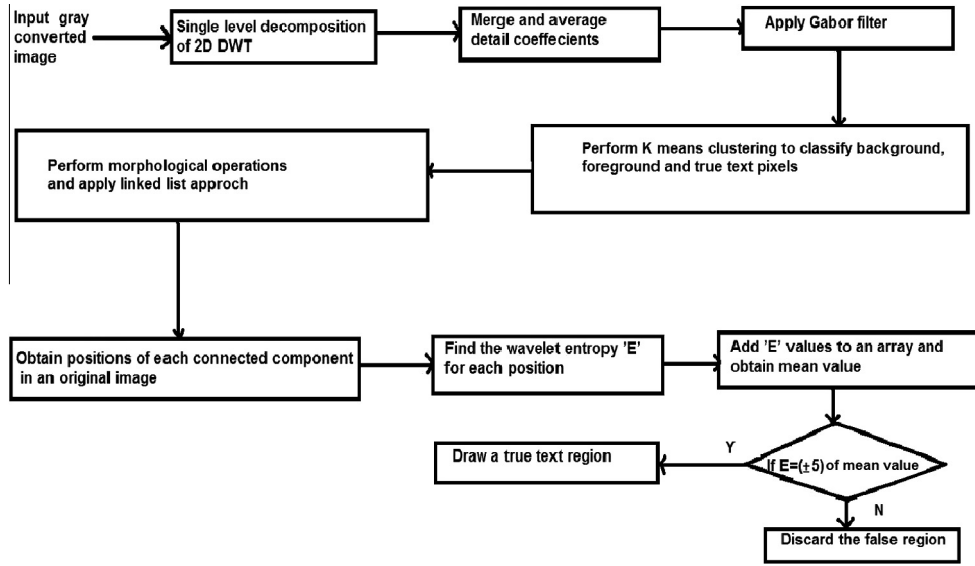 Input gray
converted
image
Single level decomposition
of 2D DWT
Merge and average
detail coeffecients
Apply Gabor filter
Perform K means clustering to classify background,
foreground and true text pixels
Perform morphological operations
and apply linked list approch
Obtain positions of each connected component
in an original image
Find the wavelet entropy 'E'
for each position
Add 'E' values to an array and
obtain mean value
If E=(±5) of mean value
Y
Draw a true text region
N
Discard the false region